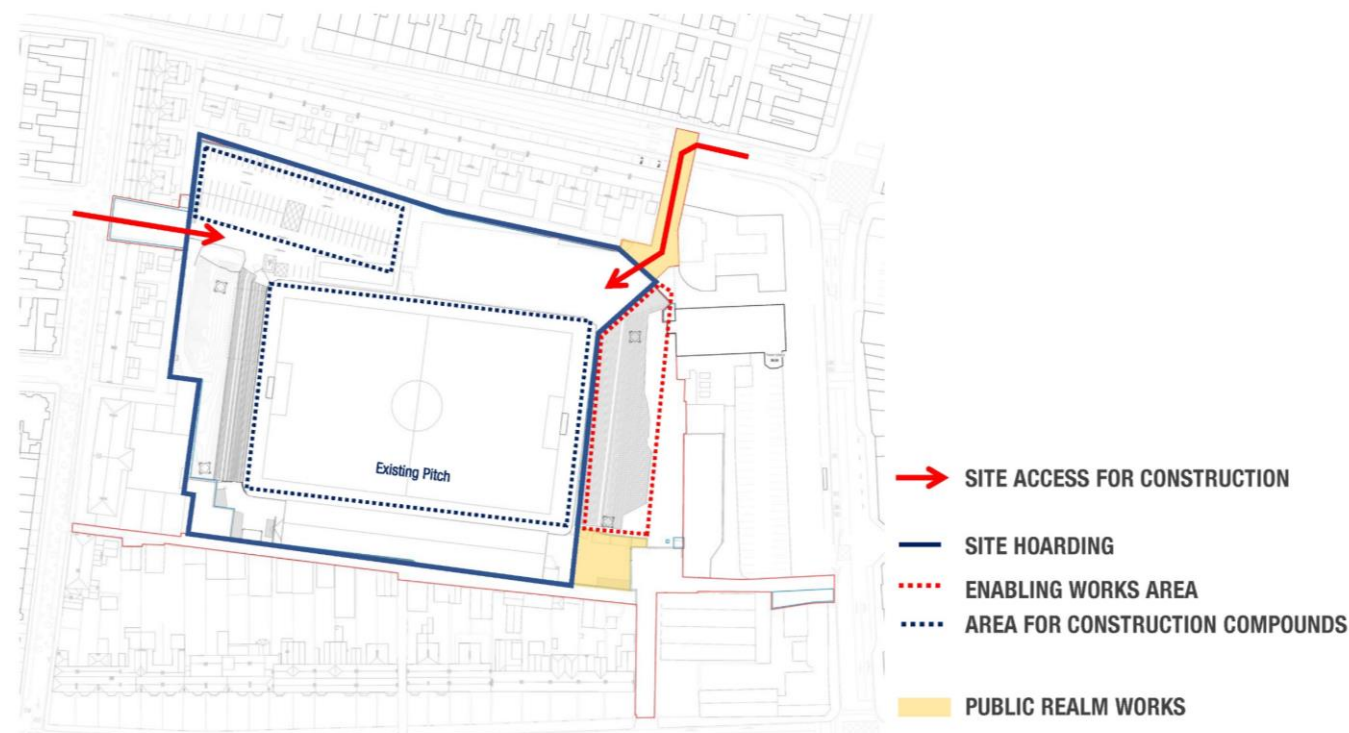 Existing Pitch
SITE ACCESS FOR CONSTRUCTION
SITE HOARDING
ENABLING WORKS AREA
AREA FOR CONSTRUCTION COMPOUNDS
PUBLIC REALM WORKS